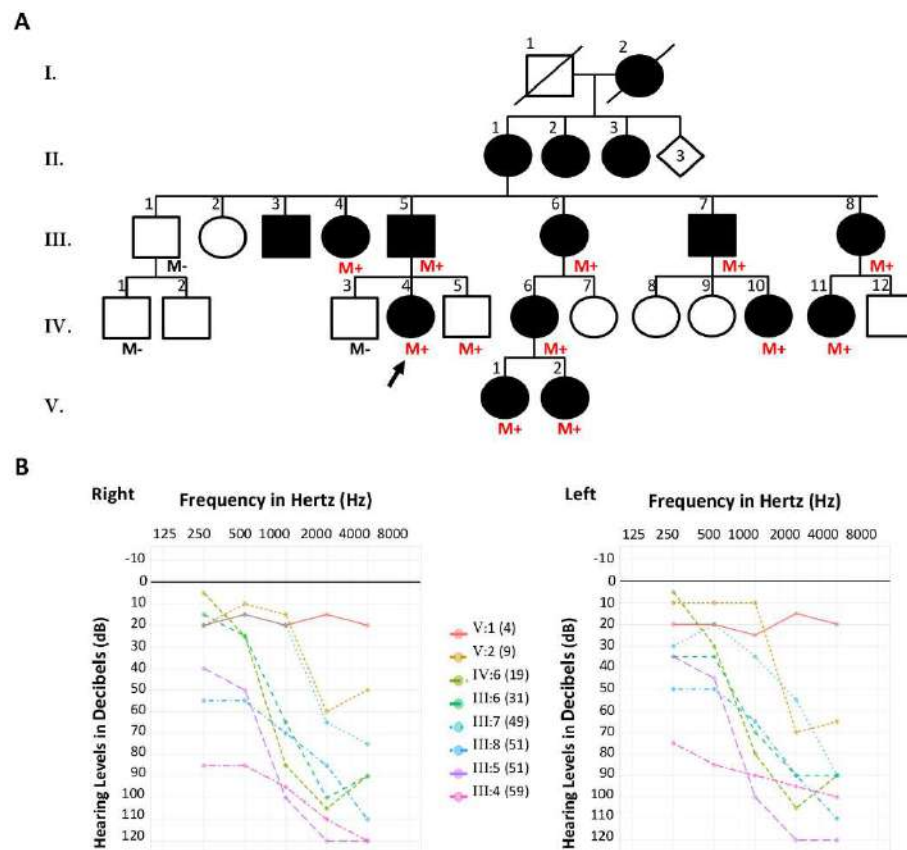 A
1 2
I.
1 2 3 3
II.
1 2 3 4 5 6 7 8
III.
M- M+ M+ M+ M+ M+
1 2 3 4 5 6 7 8 9 10 11 12
IV.
M- M- M+ M+ M+ M+ M+
1 2
V.
M+ M+
B
Right Frequency in Hertz (Hz)
125 250 500 1000 2000 4000 8000
Hearing Levels in Decibels (dB)
-10
0
10
20
30
40
50
60
70
80
90
100
110
120
V:1 (4)
V:2 (9)
IV:6 (19)
III:6 (31)
III:7 (49)
III:8 (51)
III:5 (51)
III:4 (59)
Left Frequency in Hertz (Hz)
125 250 500 1000 2000 4000 8000
Hearing Levels in Decibels (dB)
-10
0
10
20
30
40
50
60
70
80
90
100
110
120